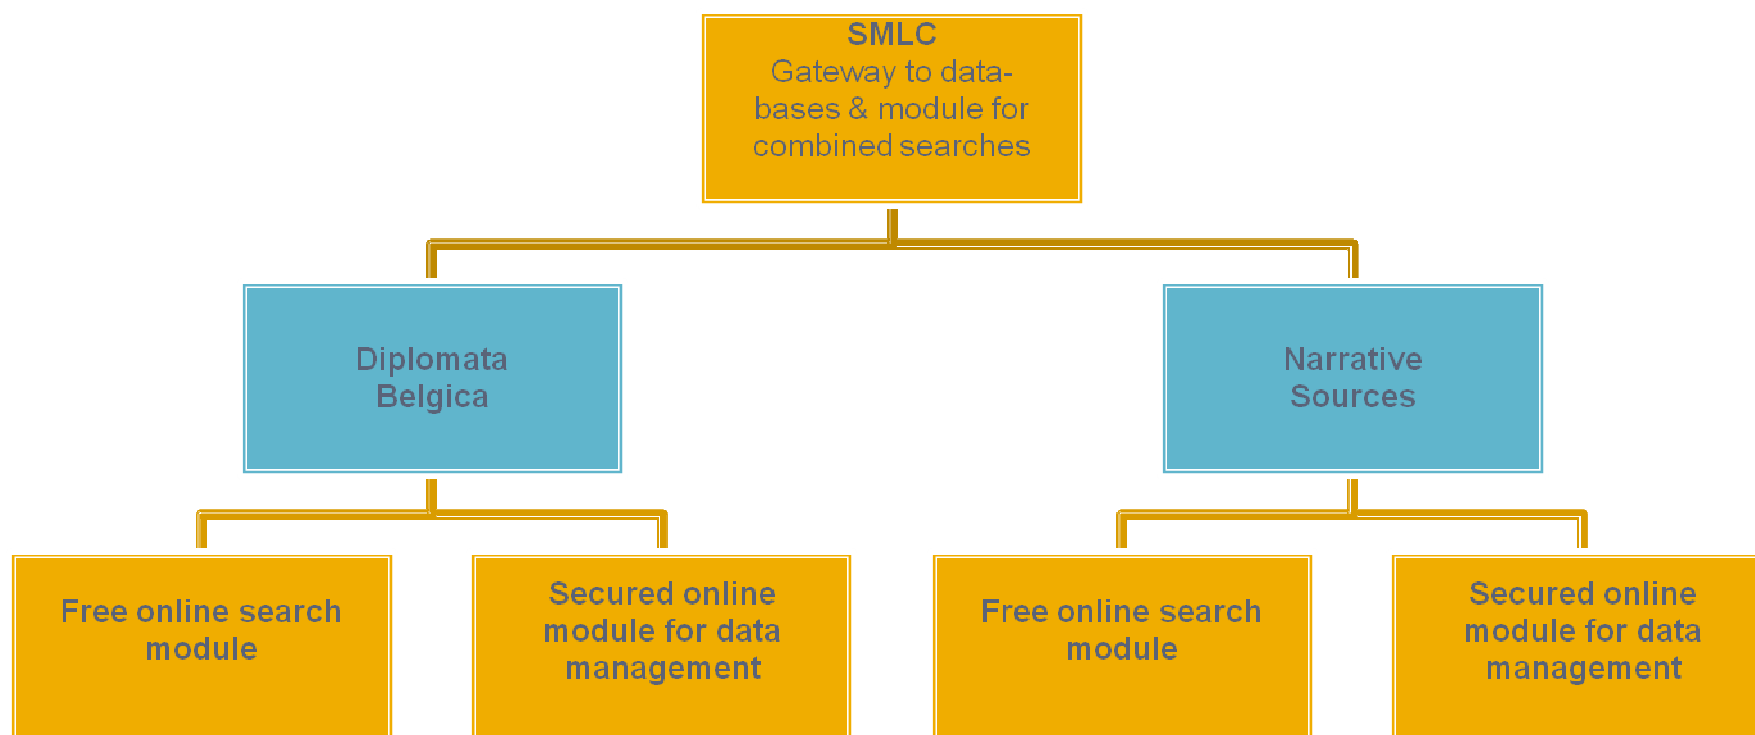 SMLC
Gateway to data-
bases & module for
combined searches
Diplomata
Belgica
Narrative
Sources
Free online search
module
Secured online
module for data
management
Free online search
module
Secured online
module for data
management